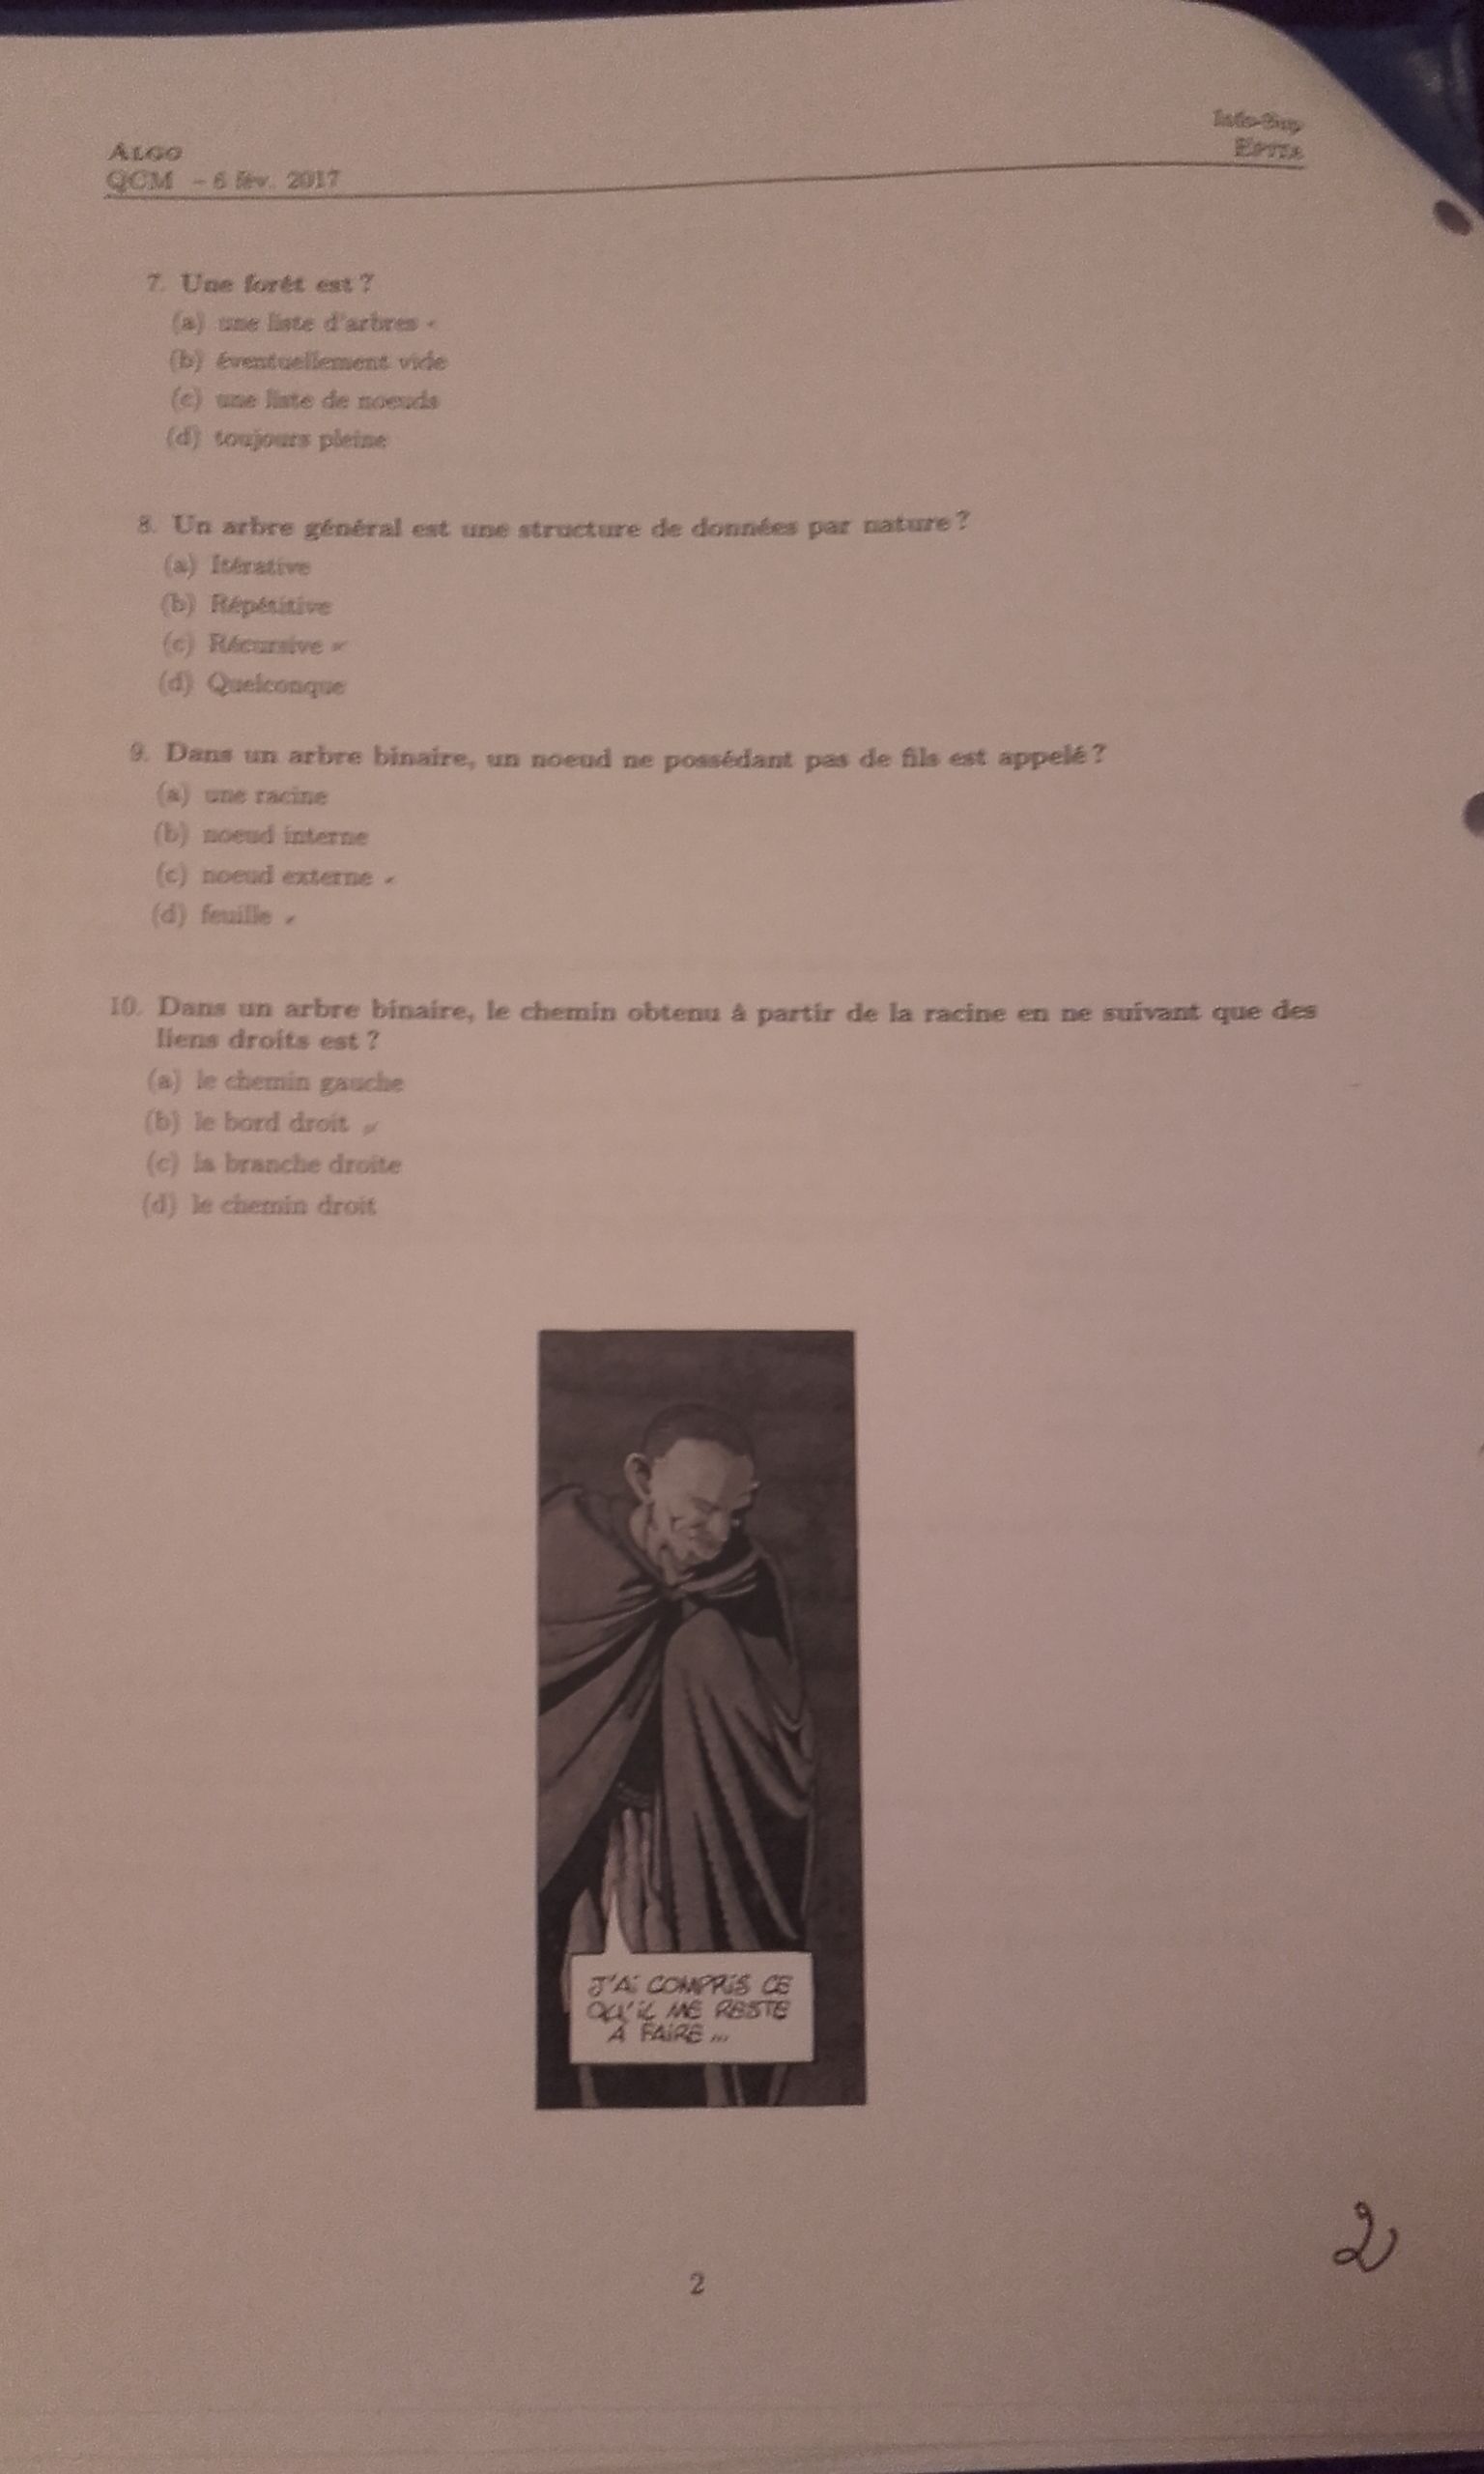 ALGO
QCM – 6 fév. 2017
Info-Sup
EPITA
7. Une forêt est ?
(a) une liste d'arbres
(b) éventuellement vide
(c) une liste de noeuds
(d) toujours pleine
8. Un arbre général est une structure de données par nature ?
(a) Itérative
(b) Répétitive
(c) Récursive
(d) Quelconque
9. Dans un arbre binaire, un noeud ne possédant pas de fils est appelé ?
(a) une racine
(b) noeud interne
(c) noeud externe
(d) feuille
10. Dans un arbre binaire, le chemin obtenu à partir de la racine en ne suivant que des
liens droits est ?
(a) le chemin gauche
(b) le bord droit
(c) la branche droite
(d) le chemin droit
J'AI COMPRIS CE
QU'IL ME RESTE
À FAIRE ...
2
2